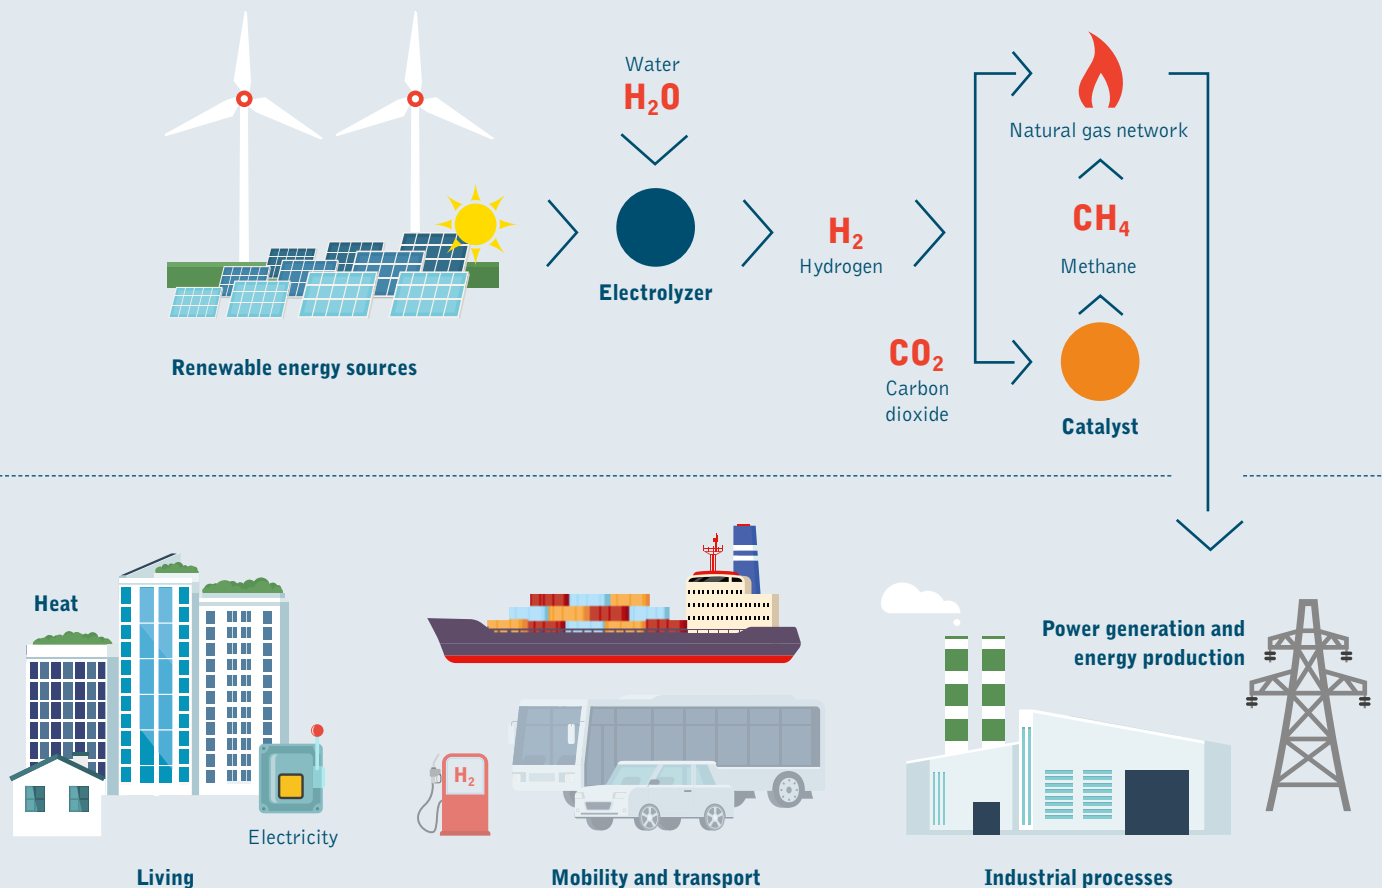 Water
H₂O
Natural gas network
CH₄
H₂
Hydrogen
Methane
Electrolyzer
CO₂
Carbon
dioxide
Renewable energy sources
Catalyst
Heat
Power generation and
energy production
H₂
Electricity
Living
Mobility and transport
Industrial processes